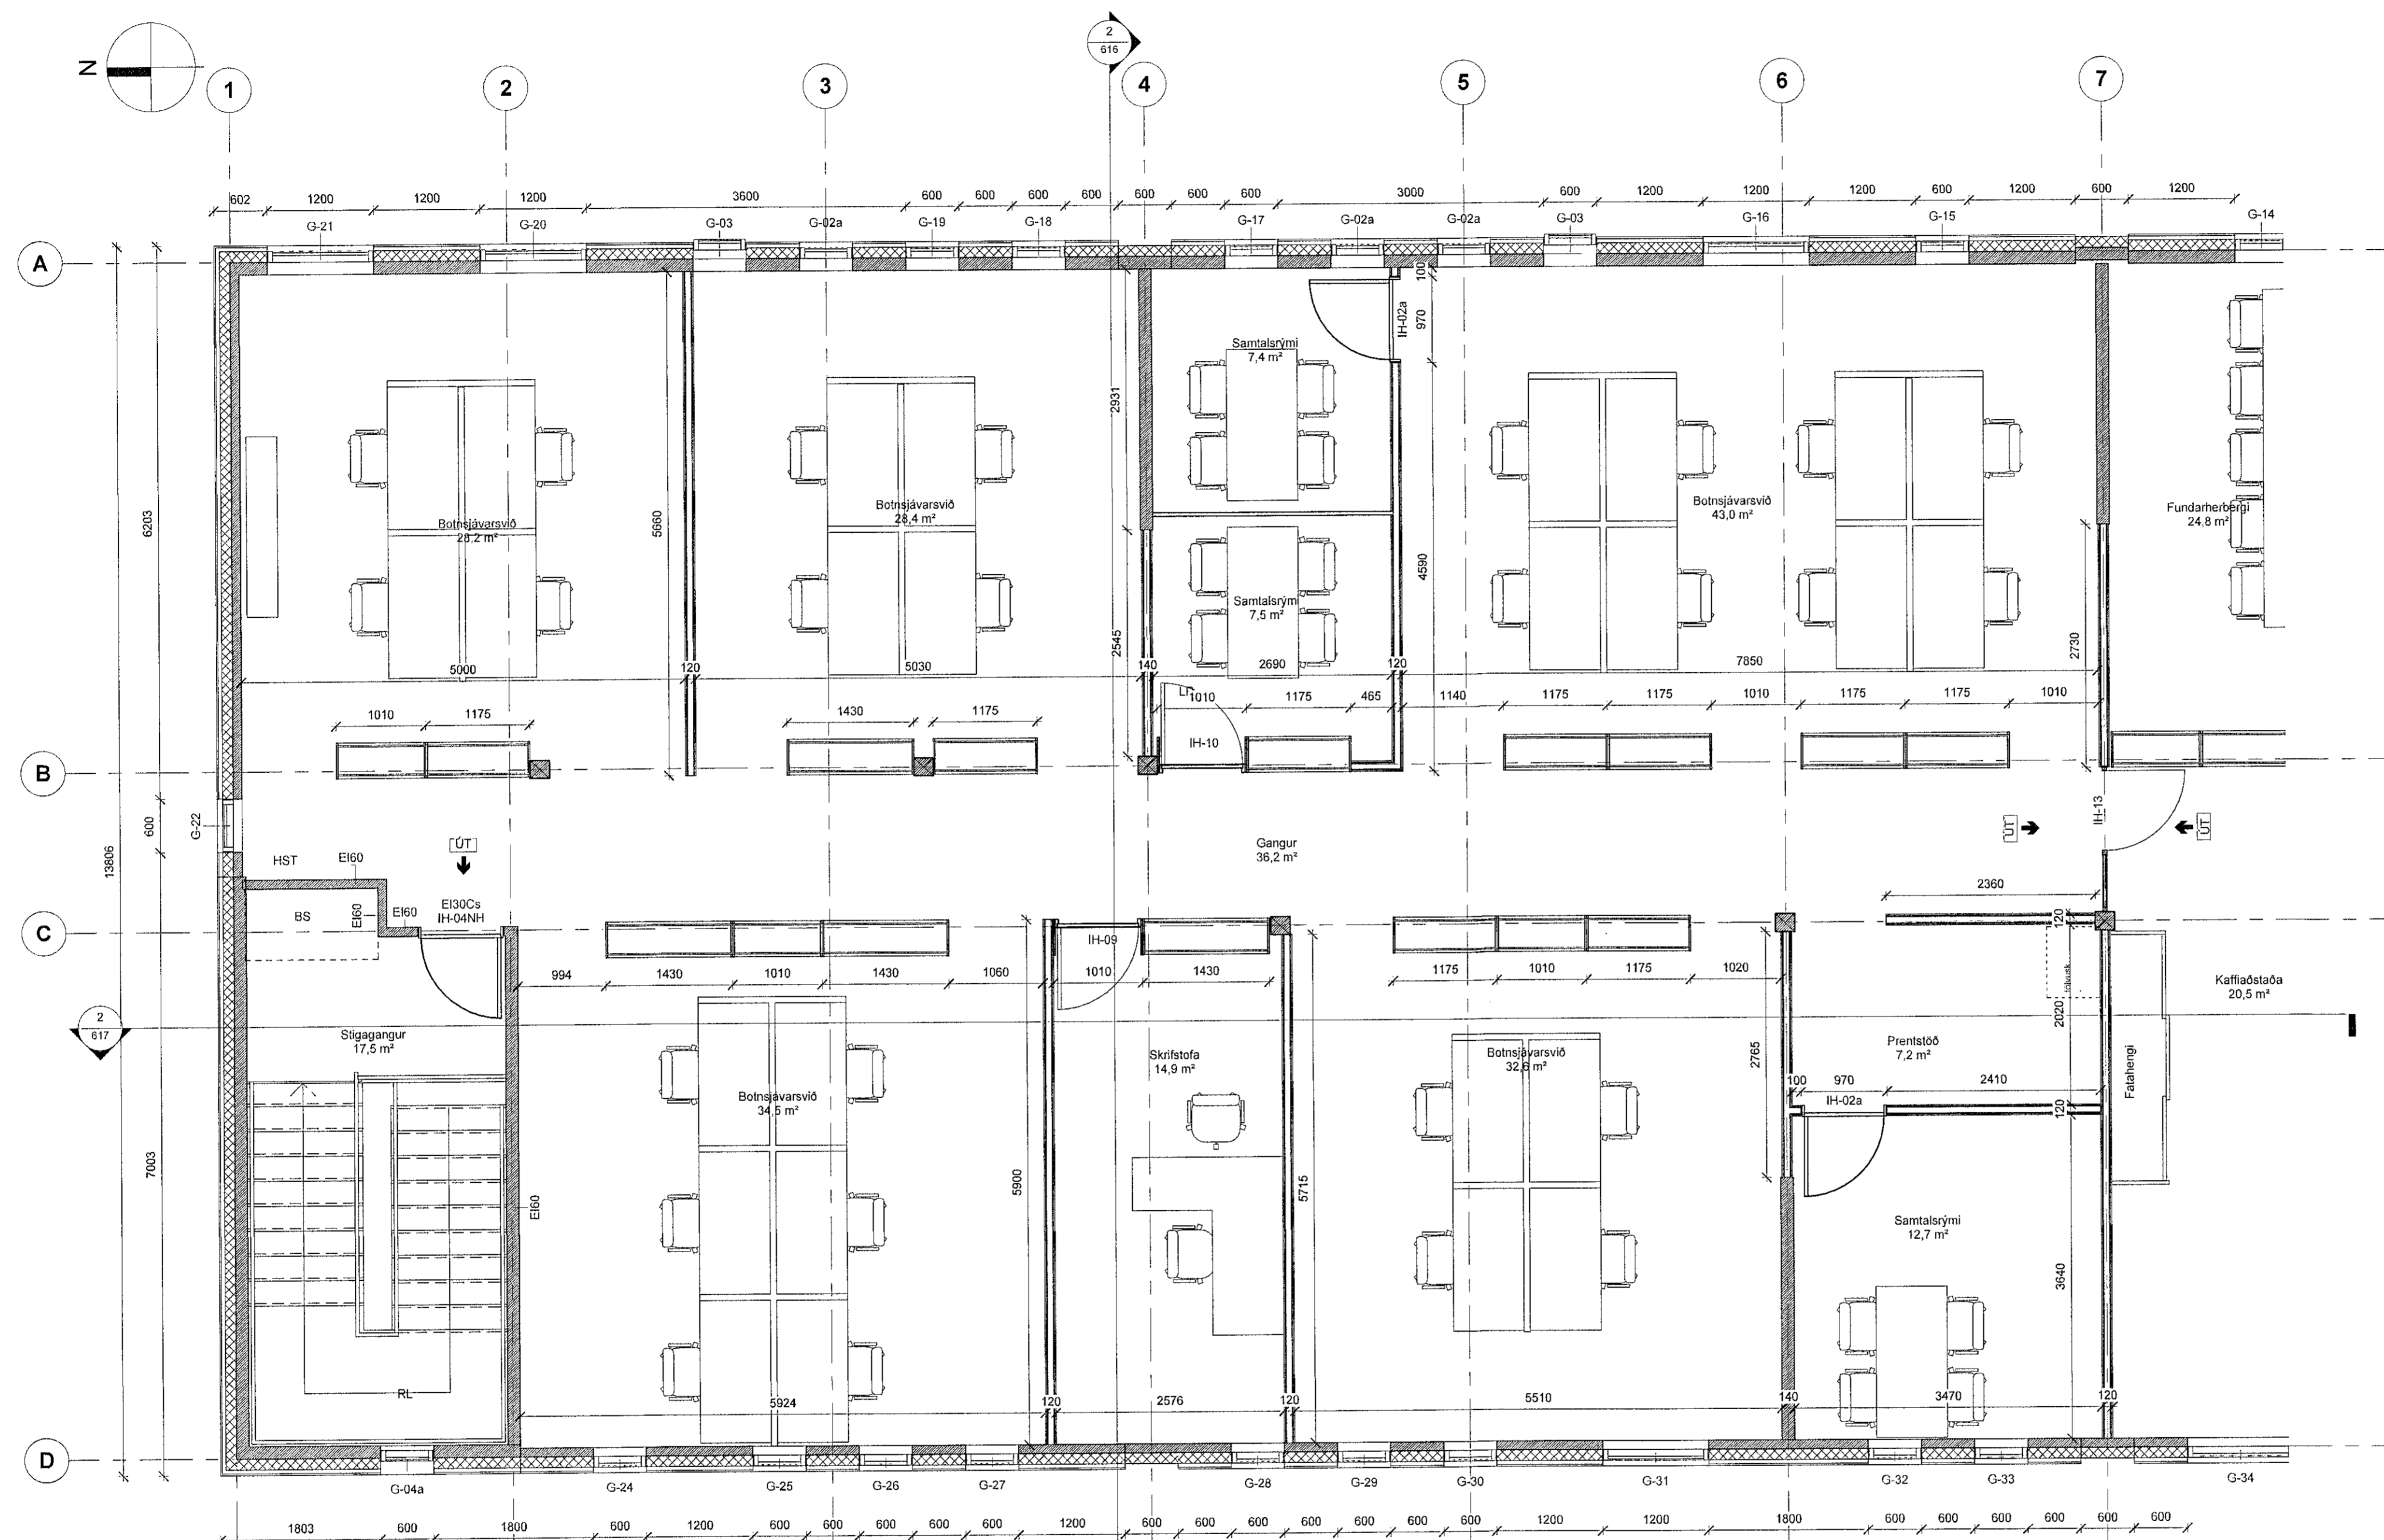 N
2
616
1
2
3
4
5
6
7
602
1200
1200
1200
3600
600
600
600
600
600
600
600
3000
600
1200
1200
1200
600
1200
600
1200
G-21
G-20
G-03
G-02a
G-19
G-18
G-17
G-02a
G-02a
G-03
G-16
G-15
G-14
A
100
IH-02a
970
Samtalsrými
7,4 m²
2931
Botnsjávarsvið
28,2 m²
5660
Botnsjávarsvið
28,4 m²
Botnsjávarsvið
43,0 m²
Fundarherbergi
24,8 m²
6203
4590
Samtalsrými
7,5 m²
2545
2730
5000
120
5030
140
2690
120
7850
1010
1175
1430
1175
1010
1175
465
1140
1175
1175
1010
1175
1175
1010
IH-10
B
G-22
600
13806
HST
EI60
ÚT
Gangur
36,2 m²
ÚT
ÚT
IH-13
2360
BS
EI60
EI60
EI30Cs
IH-04NH
C
IH-09
120
994
1430
1010
1430
1060
1010
1430
1175
1010
1175
1020
2020
Kaffiaðstaða
20,5 m²
2
617
Stigagangur
17,5 m²
Skrifstofa
14,9 m²
Botnsjávarsvið
32,6 m²
2765
Prentstöð
7,2 m²
Fatahengi
100
970
2410
IH-02a
120
Botnsjávarsvið
34,5 m²
7003
EI60
5900
5715
Samtalsrými
12,7 m²
3640
RL
5924
120
2576
120
5510
140
3470
120
D
G-04a
G-24
G-25
G-26
G-27
G-28
G-29
G-30
G-31
G-32
G-33
G-34
1803
600
1800
600
1200
600
600
600
600
600
1200
600
600
600
600
600
600
600
1200
1200
1800
600
600
600
600
600
600